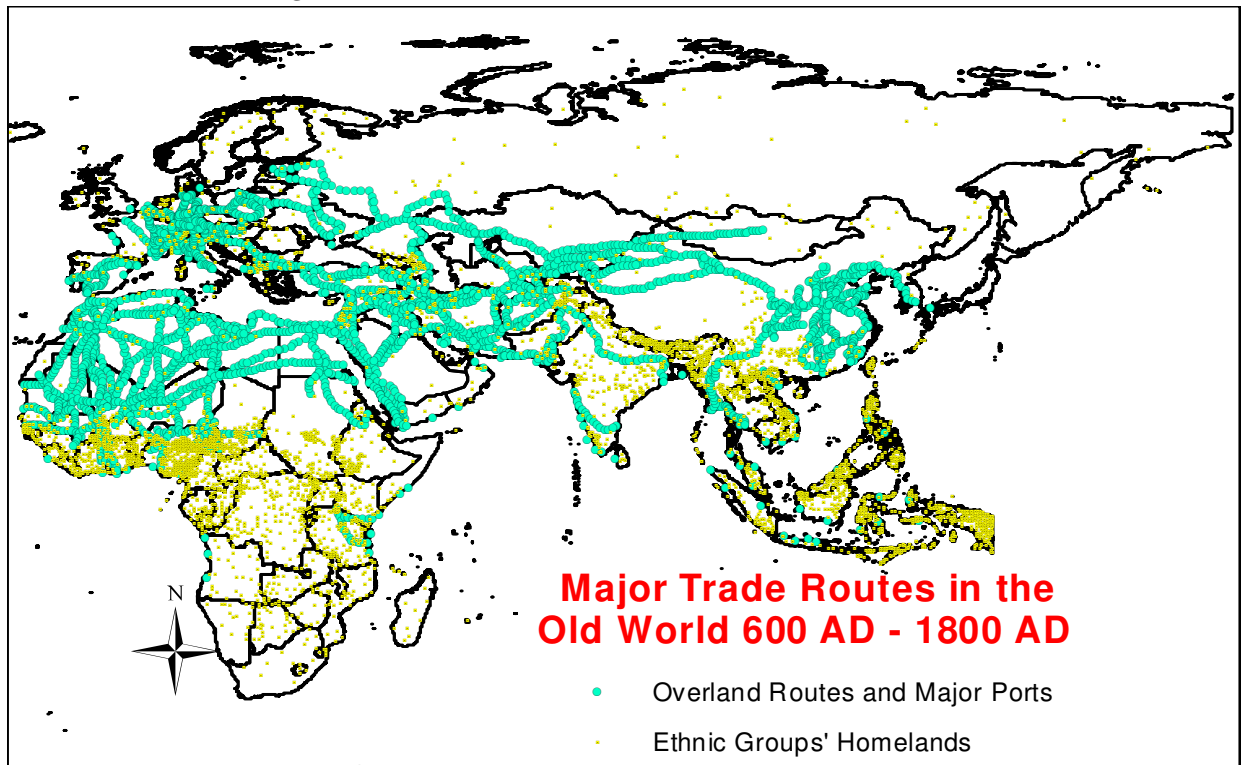 N
Major Trade Routes in the
Old World 600 AD - 1800 AD
Overland Routes and Major Ports
Ethnic Groups' Homelands